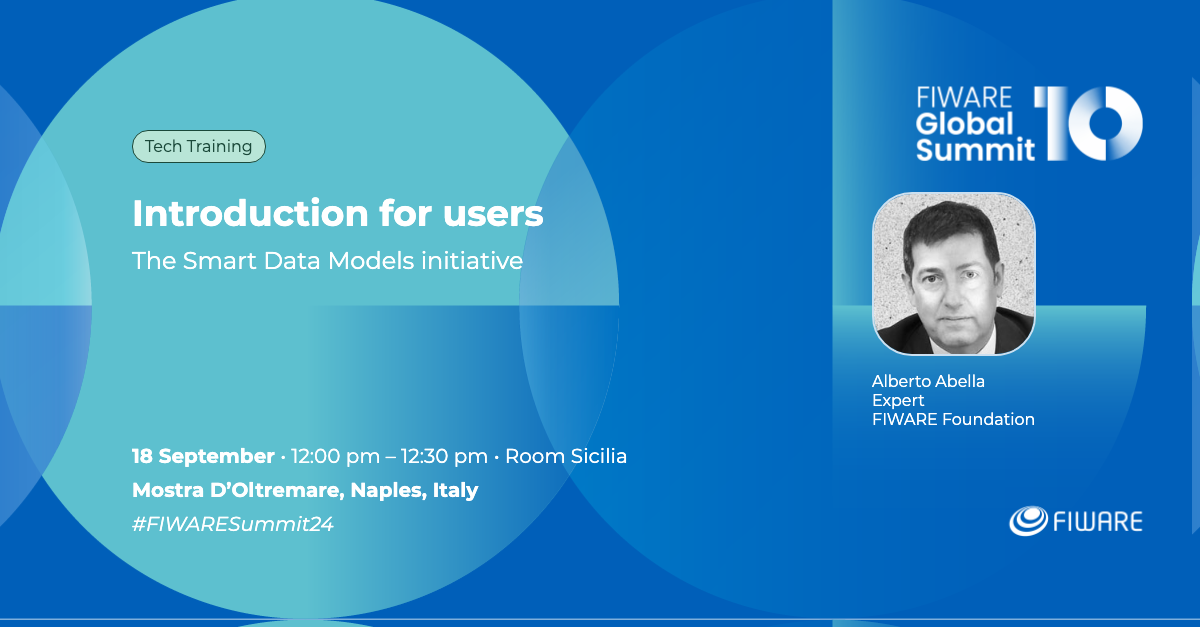 Tech Training
Introduction for users
The Smart Data Models initiative
18 September · 12:00 pm – 12:30 pm · Room Sicilia
Mostra D’Oltremare, Naples, Italy
#FIWARESummit24
FIWARE
Global
Summit
10
Alberto Abella
Expert
FIWARE Foundation
FIWARE